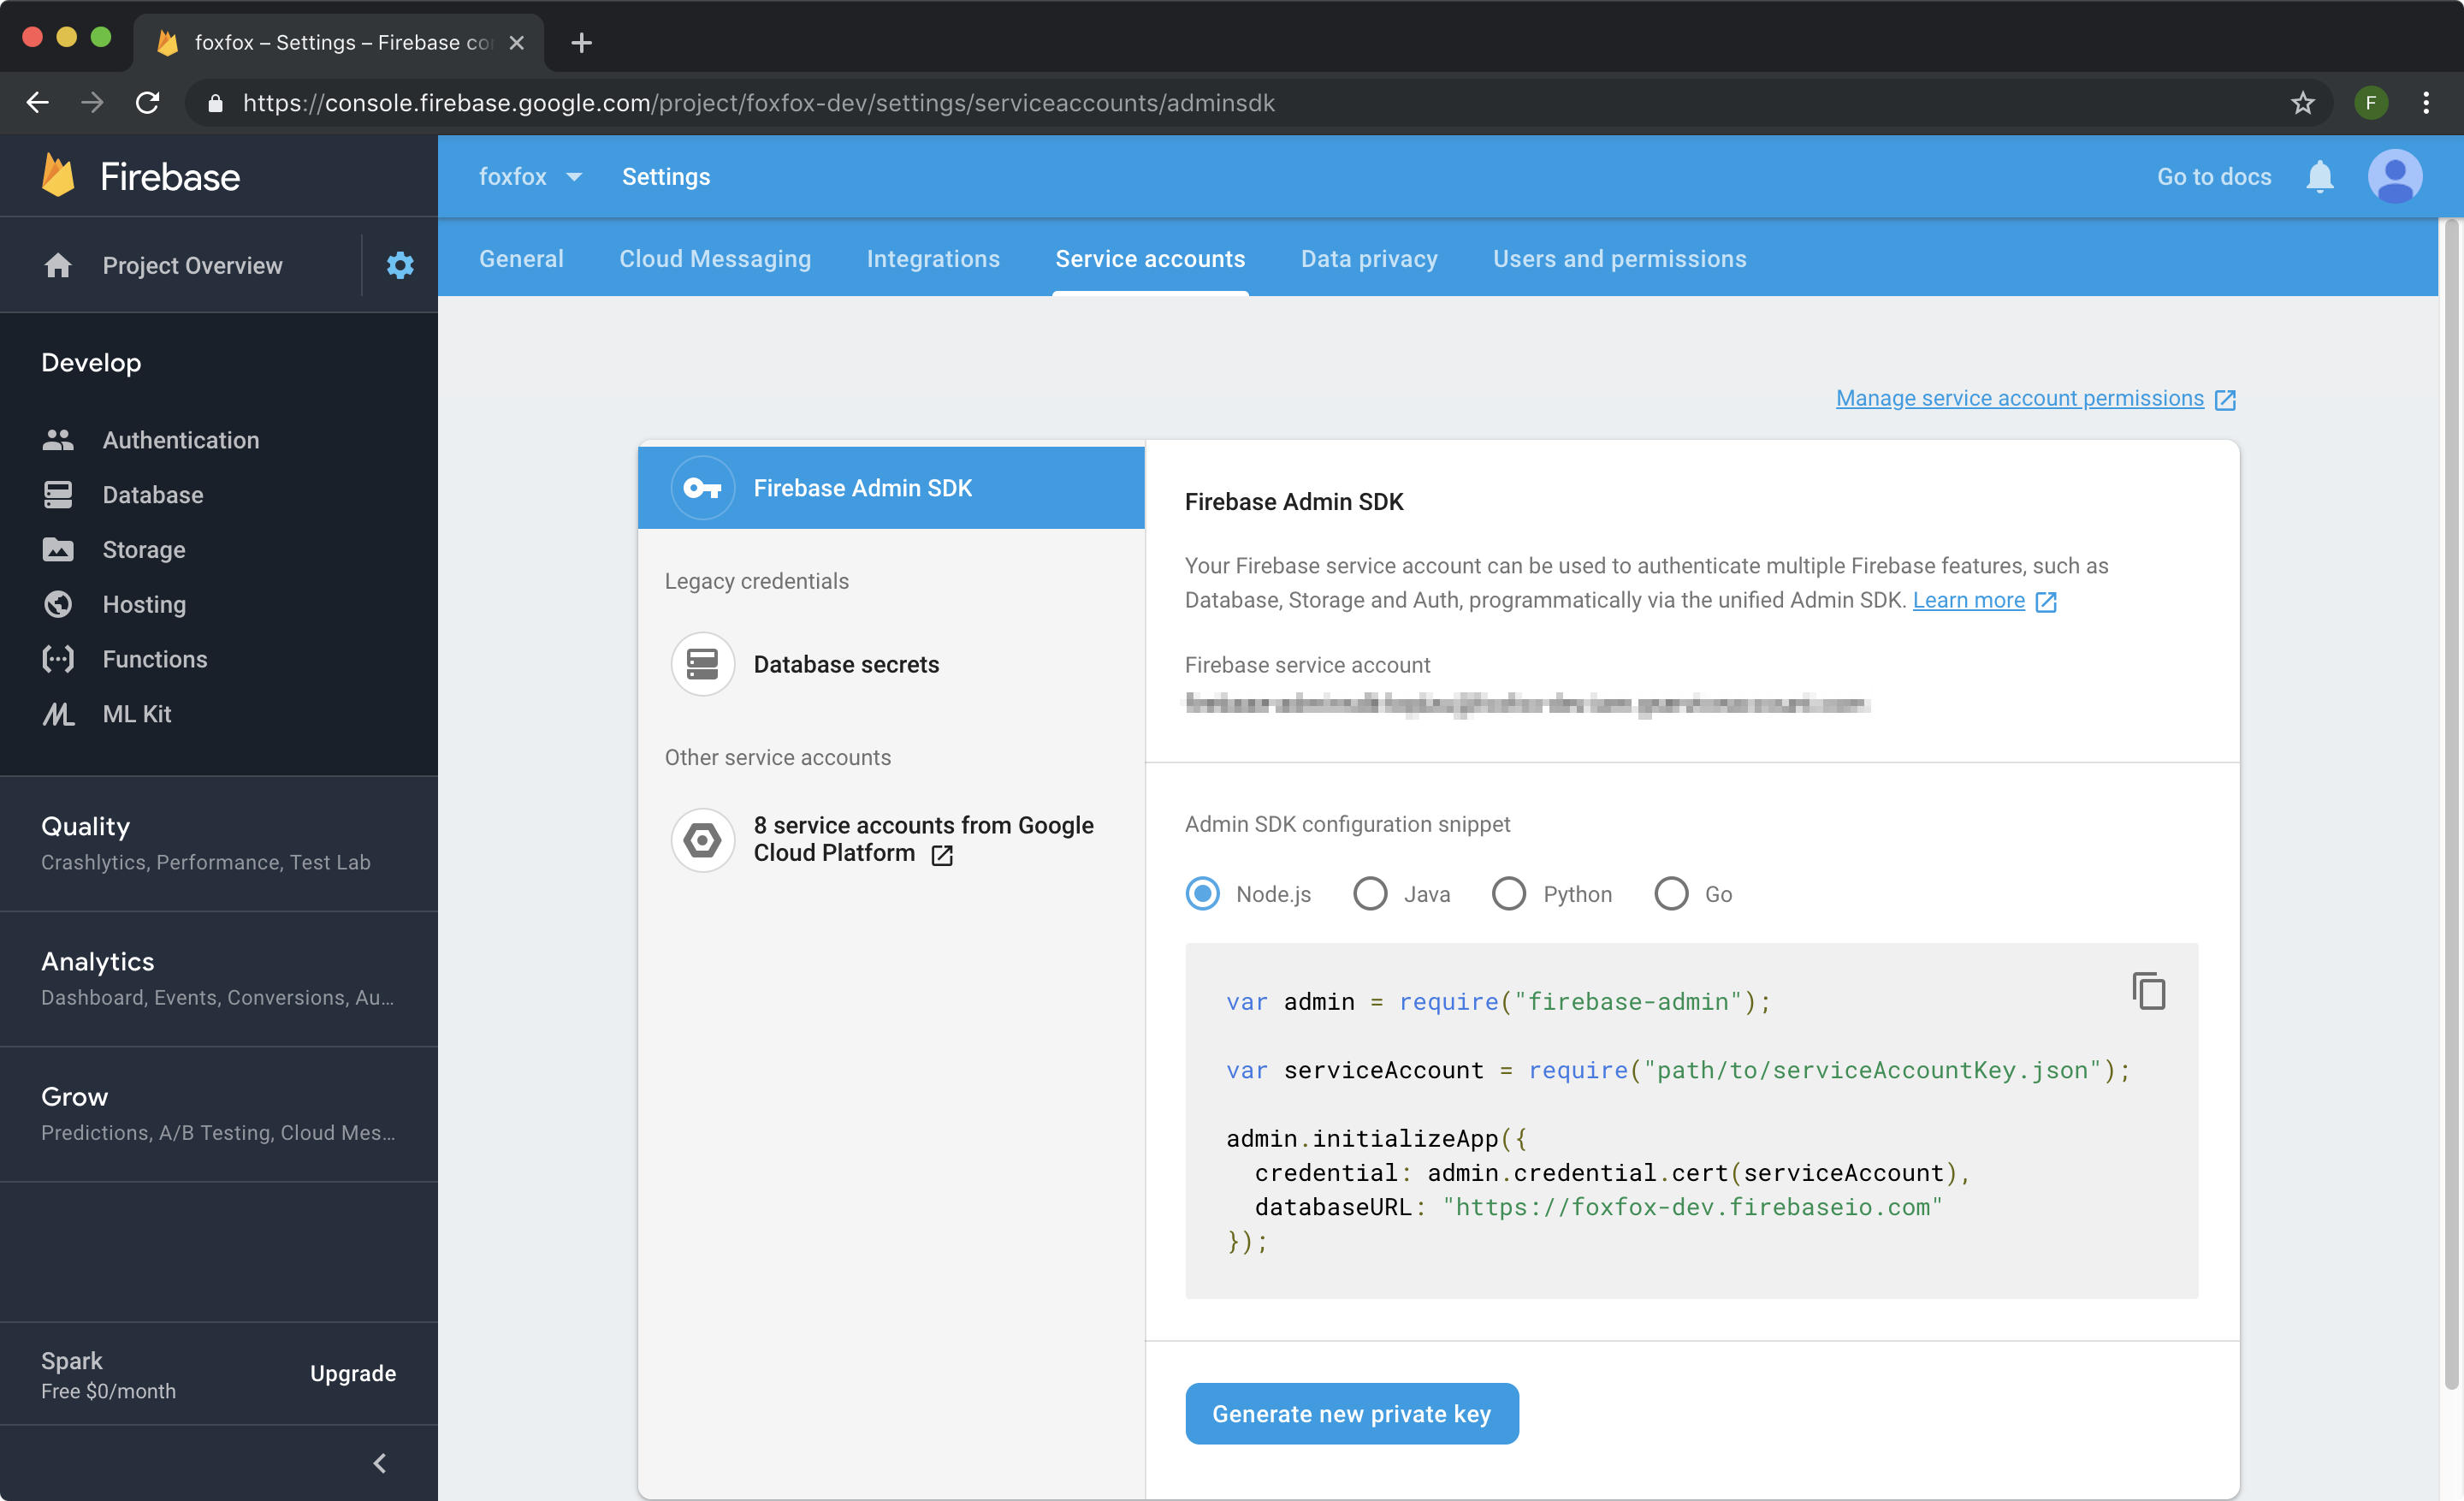 foxfox – Settings – Firebase co
https://console.firebase.google.com/project/foxfox-dev/settings/serviceaccounts/adminsdk
F
Firebase
foxfox
Settings
Go to docs
Project Overview
General
Cloud Messaging
Integrations
Service accounts
Data privacy
Users and permissions
Develop
Authentication
Database
Storage
Hosting
Functions
ML Kit
Quality
Crashlytics, Performance, Test Lab
Analytics
Dashboard, Events, Conversions, Au...
Grow
Predictions, A/B Testing, Cloud Mes...
Spark
Free $0/month
Upgrade
Manage service account permissions
Firebase Admin SDK
Legacy credentials
Database secrets
Other service accounts
8 service accounts from Google
Cloud Platform
Firebase Admin SDK
Your Firebase service account can be used to authenticate multiple Firebase features, such as
Database, Storage and Auth, programmatically via the unified Admin SDK. Learn more
Firebase service account
Admin SDK configuration snippet
Node.js
Java
Python
Go
var admin = require("firebase-admin");
var serviceAccount = require("path/to/serviceAccountKey.json");
admin.initializeApp({
  credential: admin.credential.cert(serviceAccount),
  databaseURL: "https://foxfox-dev.firebaseio.com"
});
Generate new private key